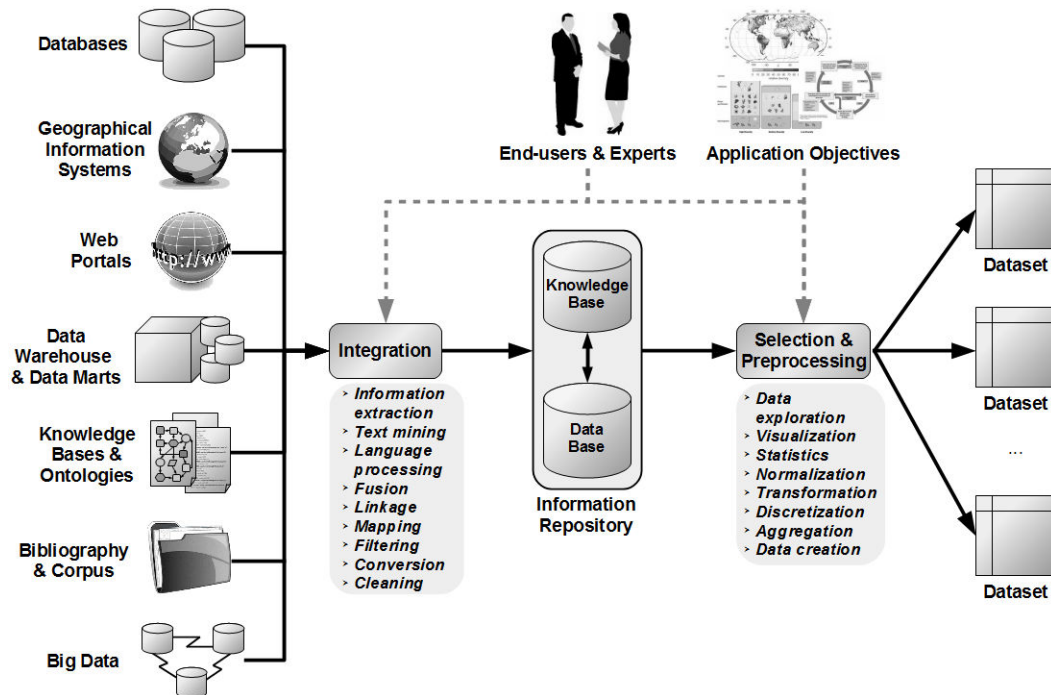 Databases
Geographical
Information
Systems
Web
Portals
http://www
Data
Warehouse
& Data Marts
Knowledge
Bases &
Ontologies
Bibliography
& Corpus
Big Data
End-users & Experts
Application Objectives
Integration
Information
extraction
Text mining
Language
processing
Fusion
Linkage
Mapping
Filtering
Conversion
Cleaning
Knowledge
Base
Data
Base
Information
Repository
Selection &
Preprocessing
Data
exploration
Visualization
Statistics
Normalization
Transformation
Discretization
Aggregation
Data creation
Dataset
Dataset
...
Dataset